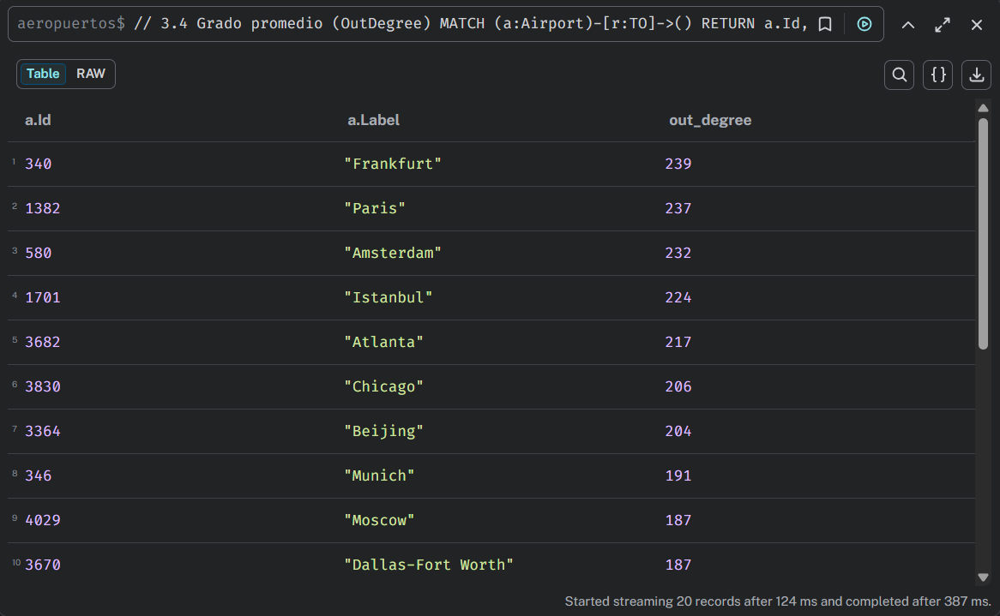 aeropuertos$ // 3.4 Grado promedio (OutDegree) MATCH (a:Airport)-[r:TO]->() RETURN a.Id,
Table RAW
a.Id a.Label out_degree
1 340 "Frankfurt" 239
2 1382 "Paris" 237
3 580 "Amsterdam" 232
4 1701 "Istanbul" 224
5 3682 "Atlanta" 217
6 3830 "Chicago" 206
7 3364 "Beijing" 204
8 346 "Munich" 191
9 4029 "Moscow" 187
10 3670 "Dallas-Fort Worth" 187
Started streaming 20 records after 124 ms and completed after 387 ms.